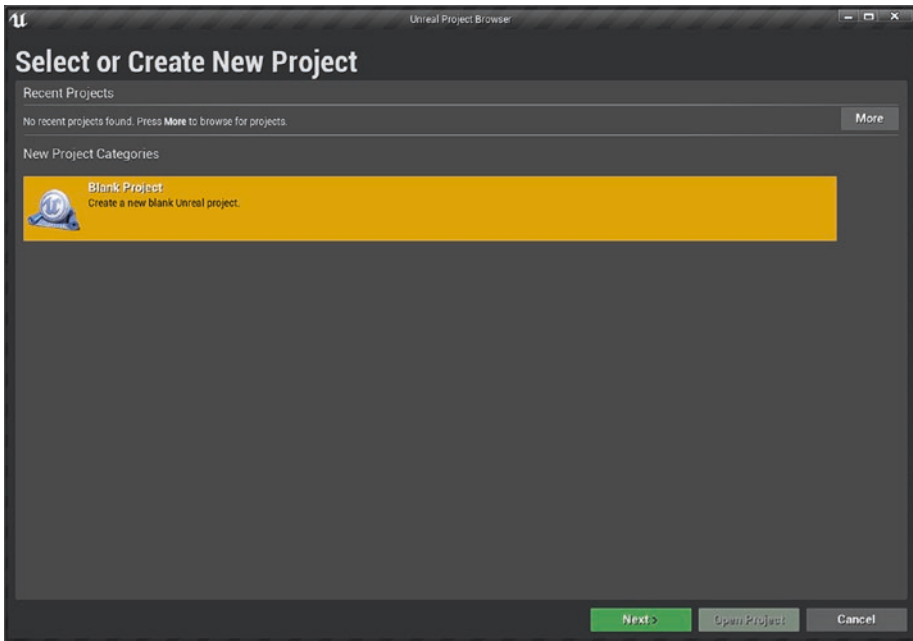 Unreal Project Browser
Select or Create New Project
Recent Projects
No recent projects found. Press More to browse for projects.
More
New Project Categories
Blank Project
Create a new blank Unreal project.
Next >
Open Project
Cancel